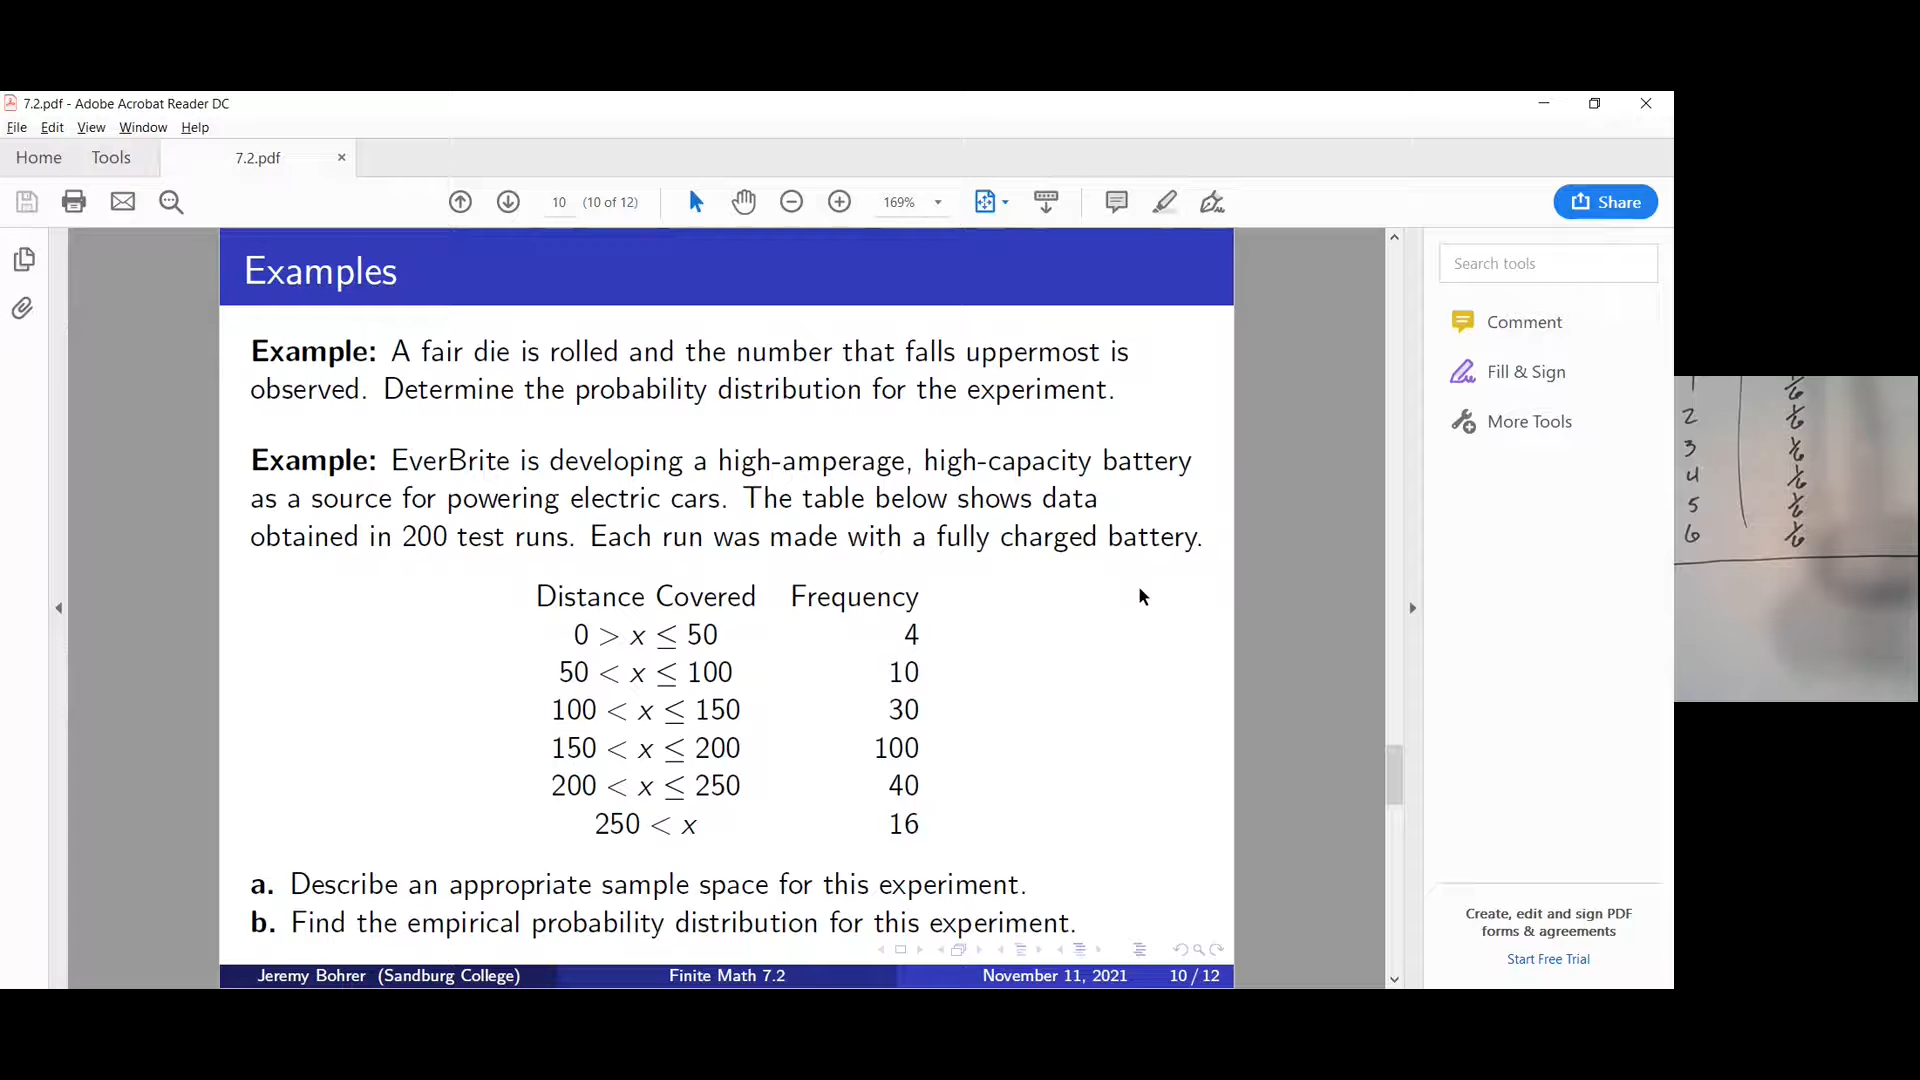 7.2.pdf - Adobe Acrobat Reader DC
File Edit View Window Help
Home Tools 7.2.pdf ×
10 (10 of 12) 169% Share
Examples
Example: A fair die is rolled and the number that falls uppermost is
observed. Determine the probability distribution for the experiment.
Example: EverBrite is developing a high-amperage, high-capacity battery
as a source for powering electric cars. The table below shows data
obtained in 200 test runs. Each run was made with a fully charged battery.
Distance Covered Frequency
0 > x ≤ 50 4
50 < x ≤ 100 10
100 < x ≤ 150 30
150 < x ≤ 200 100
200 < x ≤ 250 40
250 < x 16
a. Describe an appropriate sample space for this experiment.
b. Find the empirical probability distribution for this experiment.
Jeremy Bohrer (Sandburg College) Finite Math 7.2 November 11, 2021 10 / 12
Search tools
Comment
Fill & Sign
More Tools
Create, edit and sign PDF
forms & agreements
Start Free Trial
2 1/6
3 1/6
4 1/6
5 1/6
6 1/6